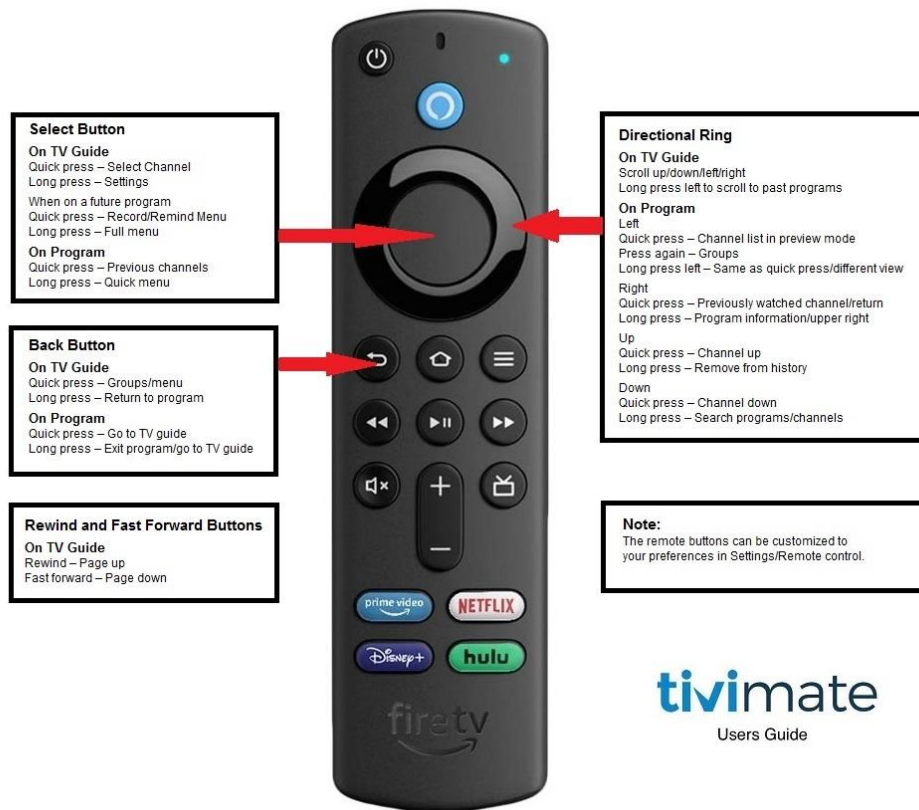 Select Button
On TV Guide
Quick press – Select Channel
Long press – Settings
When on a future program
Quick press – Record/Remind Menu
Long press – Full menu
On Program
Quick press – Previous channels
Long press – Quick menu
Back Button
On TV Guide
Quick press – Groups/menu
Long press – Return to program
On Program
Quick press – Go to TV guide
Long press – Exit program/go to TV guide
Rewind and Fast Forward Buttons
On TV Guide
Rewind – Page up
Fast forward – Page down
prime video
NETFLIX
Disney+
hulu
firetv
Directional Ring
On TV Guide
Scroll up/down/left/right
Long press left to scroll to past programs
On Program
Left
Quick press – Channel list in preview mode
Press again – Groups
Long press left – Same as quick press/different view
Right
Quick press – Previously watched channel/return
Long press – Program information/upper right
Up
Quick press – Channel up
Long press – Remove from history
Down
Quick press – Channel down
Long press – Search programs/channels
Note:
The remote buttons can be customized to
your preferences in Settings/Remote control.
tivimate
Users Guide